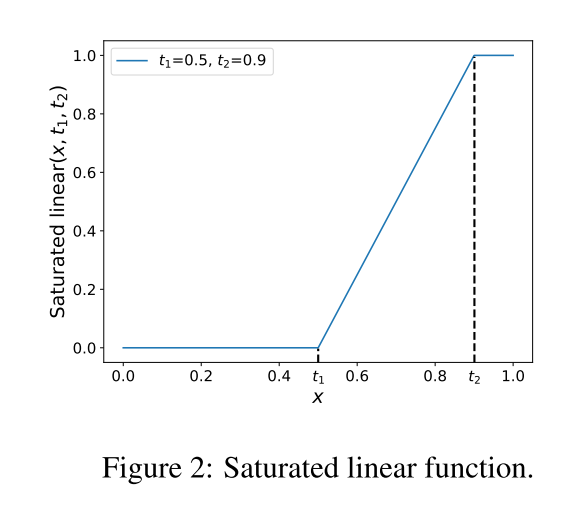 t₁=0.5, t₂=0.9
Saturated linear(x, t₁, t₂)
1.0
0.8
0.6
0.4
0.2
0.0
0.0 0.2 0.4 t₁ 0.6 0.8 t₂ 1.0
x
Figure 2: Saturated linear function.